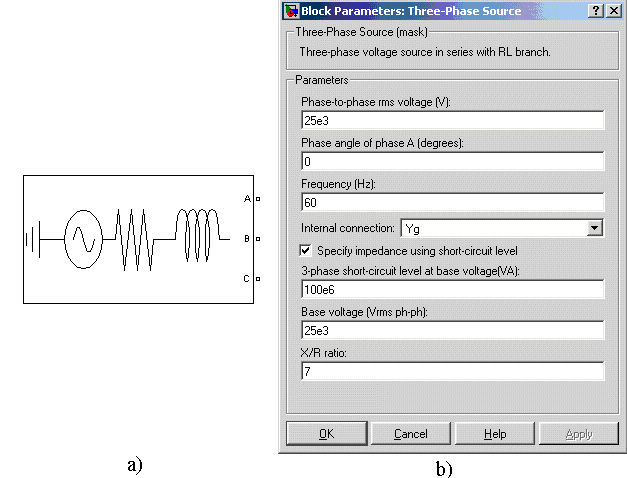 Block Parameters: Three-Phase Source
Three-Phase Source (mask)
Three-phase voltage source in series with RL branch.
Parameters
Phase-to-phase rms voltage (V):
25e3
Phase angle of phase A (degrees):
0
Frequency (Hz):
60
Internal connection: Yg
Specify impedance using short-circuit level
3-phase short-circuit level at base voltage(VA):
100e6
Base voltage (Vrms ph-ph):
25e3
X/R ratio:
7
OK Cancel Help Apply
A
B
C
a)
b)